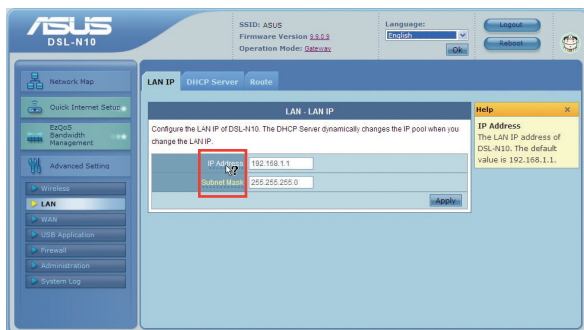 ASUS
DSL-N10
SSID: ASUS
Firmware Version 9.9.0.9
Operation Mode: Gateway
Language:
English
Ok
Logout
Reboot
Network Map
Quick Internet Setup
EzQoS
Bandwidth
Management
Advanced Setting
Wireless
LAN
WAN
USB Application
Firewall
Administration
System Log
LAN IP DHCP Server Route
LAN - LAN IP
Configure the LAN IP of DSL-N10. The DHCP Server dynamically changes the IP pool when you
change the LAN IP.
IP Address 192.168.1.1
Subnet Mask 255.255.255.0
Apply
Help x
IP Address
The LAN IP address of
DSL-N10. The default
value is 192.168.1.1.